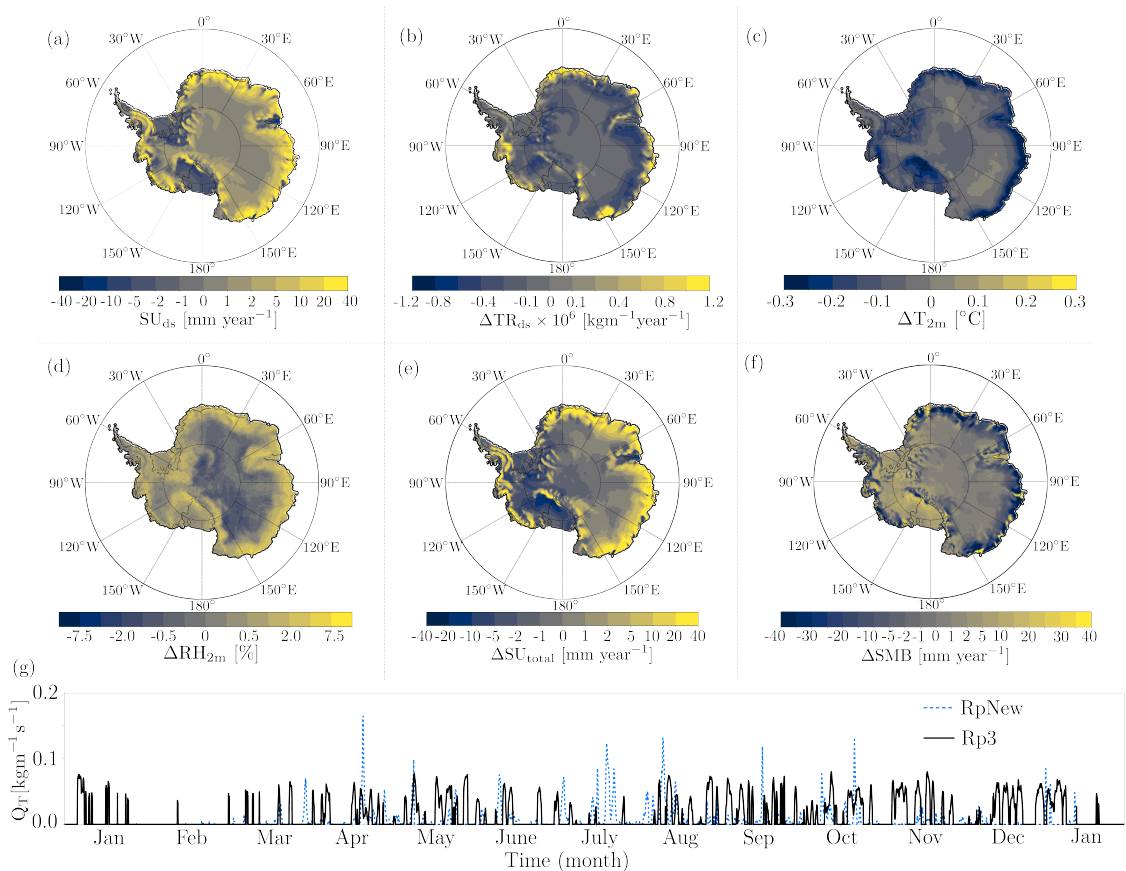 (a)
0°
30°W
30°E
60°W
60°E
90°W
90°E
120°W
120°E
150°W
150°E
180°
-40 -20 -10 -5 -2 -1 0 1 2 5 10 20 40
SU_ds [mm year⁻¹]
(b)
0°
30°W
30°E
60°W
60°E
90°W
90°E
120°W
120°E
150°W
150°E
180°
-1.2 -0.8 -0.4 -0.1 0 0.1 0.4 0.8 1.2
ΔTR_ds × 10⁶ [kgm⁻¹year⁻¹]
(c)
0°
30°W
30°E
60°W
60°E
90°W
90°E
120°W
120°E
150°W
150°E
180°
-0.3 -0.2 -0.1 0 0.1 0.2 0.3
ΔT_2m [°C]
(d)
0°
30°W
30°E
60°W
60°E
90°W
90°E
120°W
120°E
150°W
150°E
180°
-7.5 -2.0 -0.5 0 0.5 2.0 7.5
ΔRH_2m [%]
(e)
0°
30°W
30°E
60°W
60°E
90°W
90°E
120°W
120°E
150°W
150°E
180°
-40 -20 -10 -5 -2 -1 0 1 2 5 10 20 40
ΔSU_total [mm year⁻¹]
(f)
0°
30°W
30°E
60°W
60°E
90°W
90°E
120°W
120°E
150°W
150°E
180°
-40 -30 -20 -10 -5 -2 -1 0 1 2 5 10 20 30 40
ΔSMB [mm year⁻¹]
(g)
0.2
0.1
0.0
Q_T [kgm⁻¹s⁻¹]
RpNew
Rp3
Jan Feb Mar Apr May June July Aug Sep Oct Nov Dec Jan
Time (month)